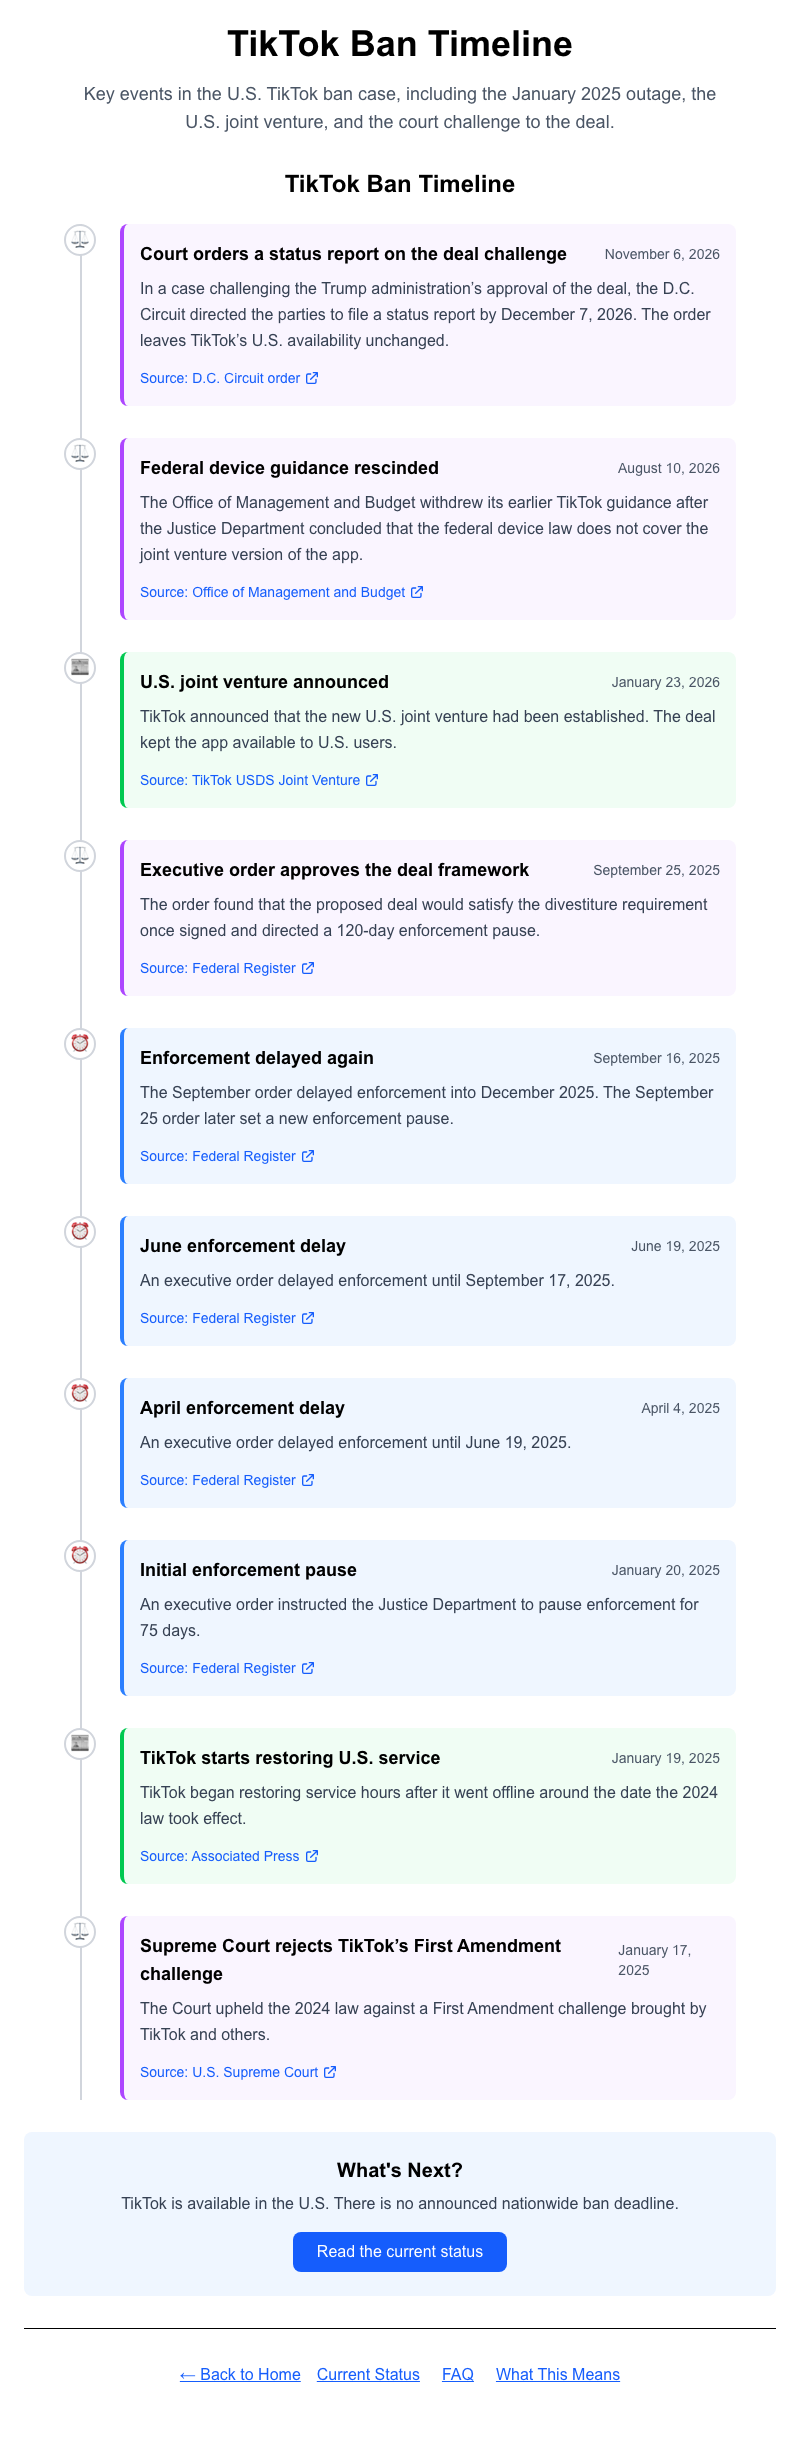 TikTok Ban Timeline
Key events in the U.S. TikTok ban case, including the January 2025 outage, the
U.S. joint venture, and the court challenge to the deal.
TikTok Ban Timeline
Court orders a status report on the deal challenge
November 6, 2026
In a case challenging the Trump administration’s approval of the deal, the D.C.
Circuit directed the parties to file a status report by December 7, 2026. The order
leaves TikTok’s U.S. availability unchanged.
Source: D.C. Circuit order
Federal device guidance rescinded
August 10, 2026
The Office of Management and Budget withdrew its earlier TikTok guidance after
the Justice Department concluded that the federal device law does not cover the
joint venture version of the app.
Source: Office of Management and Budget
U.S. joint venture announced
January 23, 2026
TikTok announced that the new U.S. joint venture had been established. The deal
kept the app available to U.S. users.
Source: TikTok USDS Joint Venture
Executive order approves the deal framework
September 25, 2025
The order found that the proposed deal would satisfy the divestiture requirement
once signed and directed a 120-day enforcement pause.
Source: Federal Register
Enforcement delayed again
September 16, 2025
The September order delayed enforcement into December 2025. The September
25 order later set a new enforcement pause.
Source: Federal Register
June enforcement delay
June 19, 2025
An executive order delayed enforcement until September 17, 2025.
Source: Federal Register
April enforcement delay
April 4, 2025
An executive order delayed enforcement until June 19, 2025.
Source: Federal Register
Initial enforcement pause
January 20, 2025
An executive order instructed the Justice Department to pause enforcement for
75 days.
Source: Federal Register
TikTok starts restoring U.S. service
January 19, 2025
TikTok began restoring service hours after it went offline around the date the 2024
law took effect.
Source: Associated Press
Supreme Court rejects TikTok’s First Amendment
challenge
January 17,
2025
The Court upheld the 2024 law against a First Amendment challenge brought by
TikTok and others.
Source: U.S. Supreme Court
What's Next?
TikTok is available in the U.S. There is no announced nationwide ban deadline.
Read the current status
← Back to Home Current Status FAQ What This Means